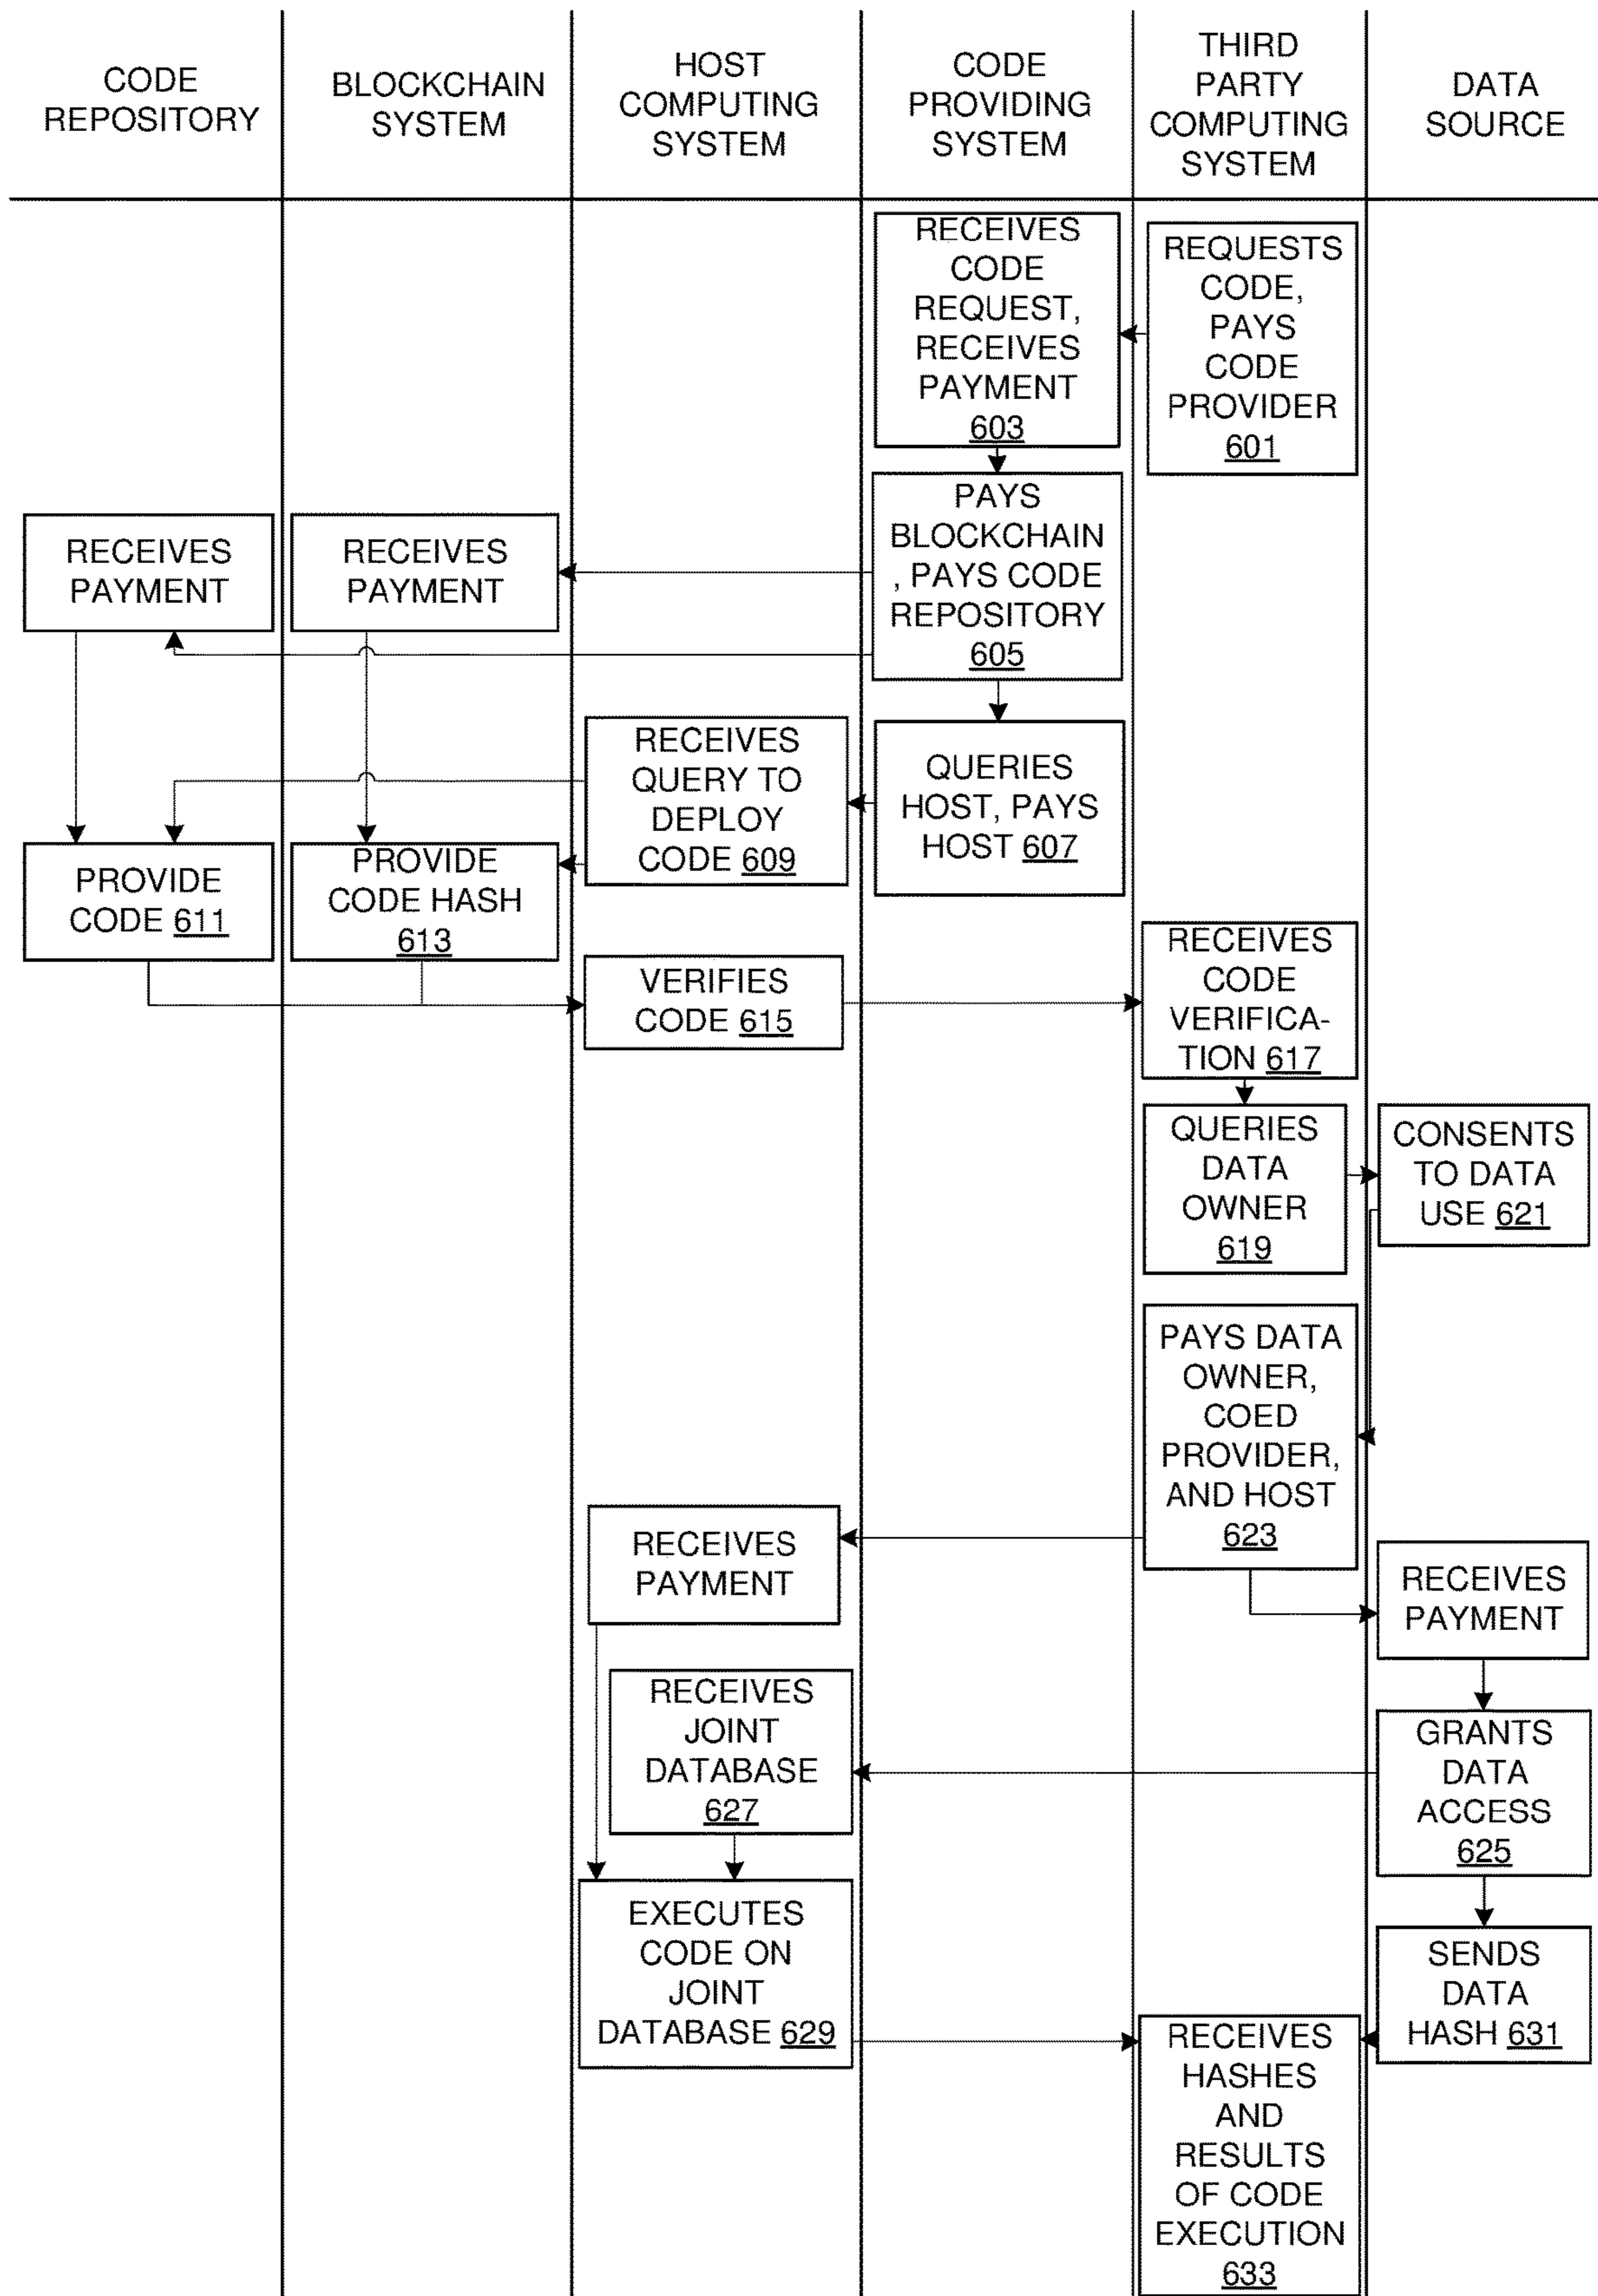 CODE
REPOSITORY
BLOCKCHAIN
SYSTEM
HOST
COMPUTING
SYSTEM
CODE
PROVIDING
SYSTEM
THIRD
PARTY
COMPUTING
SYSTEM
DATA
SOURCE
RECEIVES
CODE
REQUEST,
RECEIVES
PAYMENT
603
REQUESTS
CODE,
PAYS
CODE
PROVIDER
601
PAYS
BLOCKCHAIN
, PAYS CODE
REPOSITORY
605
RECEIVES
PAYMENT
RECEIVES
PAYMENT
RECEIVES
QUERY TO
DEPLOY
CODE 609
QUERIES
HOST, PAYS
HOST 607
PROVIDE
CODE 611
PROVIDE
CODE HASH
613
VERIFIES
CODE 615
RECEIVES
CODE
VERIFICA-
TION 617
QUERIES
DATA
OWNER
619
CONSENTS
TO DATA
USE 621
PAYS DATA
OWNER,
COED
PROVIDER,
AND HOST
623
RECEIVES
PAYMENT
RECEIVES
PAYMENT
RECEIVES
JOINT
DATABASE
627
GRANTS
DATA
ACCESS
625
EXECUTES
CODE ON
JOINT
DATABASE 629
SENDS
DATA
HASH 631
RECEIVES
HASHES
AND
RESULTS
OF CODE
EXECUTION
633